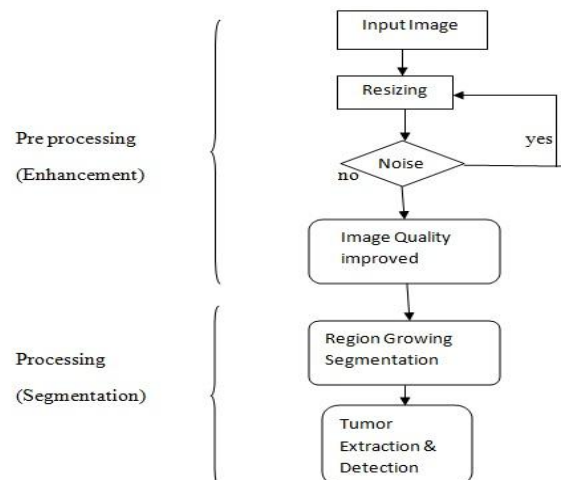 Input Image
Resizing
Pre processing
(Enhancement)
yes
Noise
no
Image Quality
improved
Region Growing
Segmentation
Processing
(Segmentation)
Tumor
Extraction &
Detection